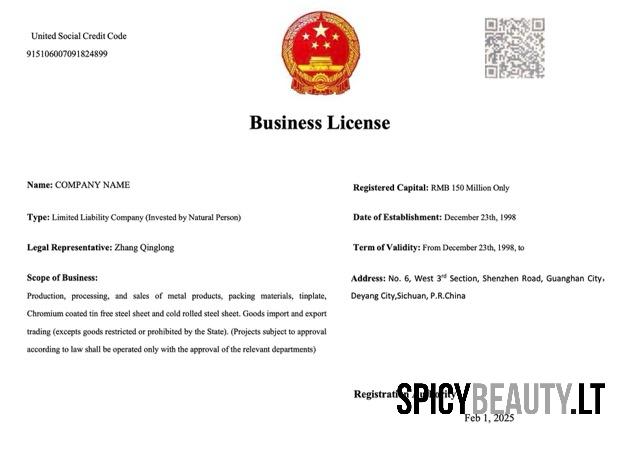 United Social Credit Code
915106007091824899
Business License
Name: COMPANY NAME
Registered Capital: RMB 150 Million Only
Type: Limited Liability Company (Invested by Natural Person)
Date of Establishment: December 23th, 1998
Legal Representative: Zhang Qinglong
Term of Validity: From December 23th, 1998, to
Scope of Business:
Production, processing, and sales of metal products, packing materials, tinplate,
Chromium coated tin free steel sheet and cold rolled steel sheet. Goods import and export
trading (excepts goods restricted or prohibited by the State). (Projects subject to approval
according to law shall be operated only with the approval of the relevant departments)
Address: No. 6, West 3rd Section, Shenzhen Road, Guanghan City,
Deyang City,Sichuan, P.R.China
Registration Authority
SPICYBEAUTY.LT
Feb 1, 2025